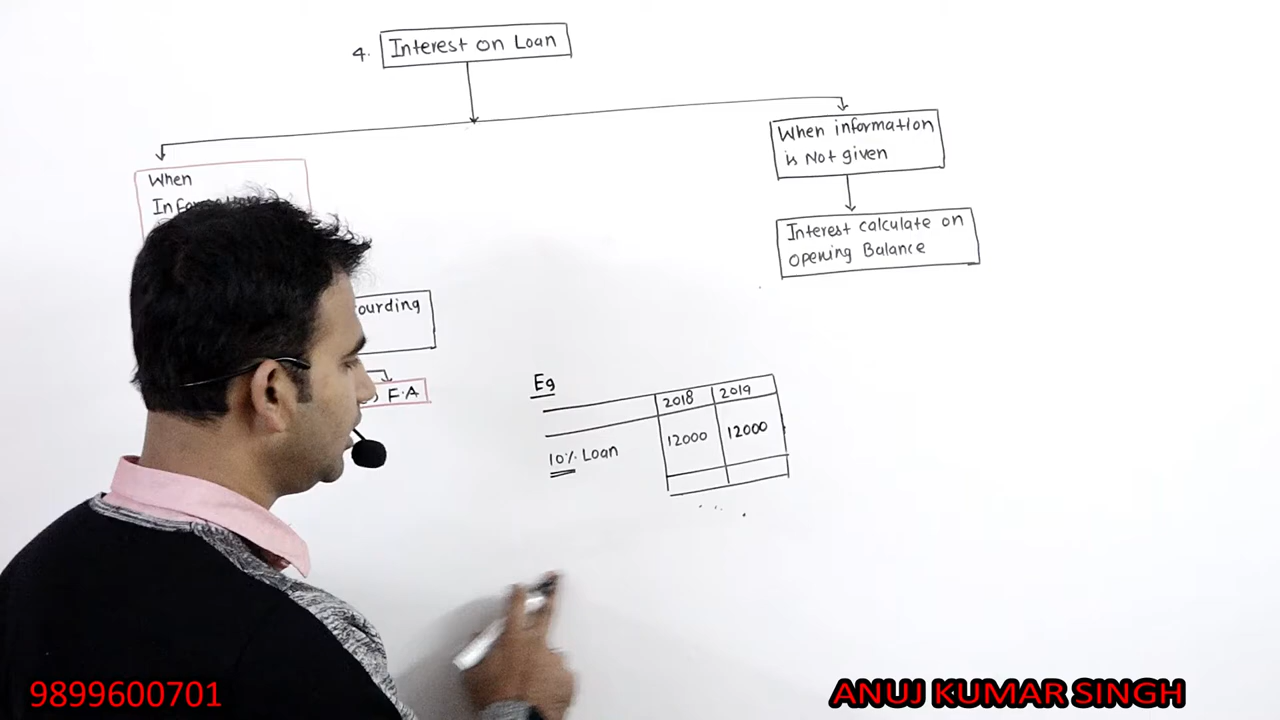 4. Interest on Loan
When information
is Not given
When
Interest calculate on
Opening Balance
F.A
Eg
2018 2019
10% Loan 12000 12000
9899600701
ANUJ KUMAR SINGH